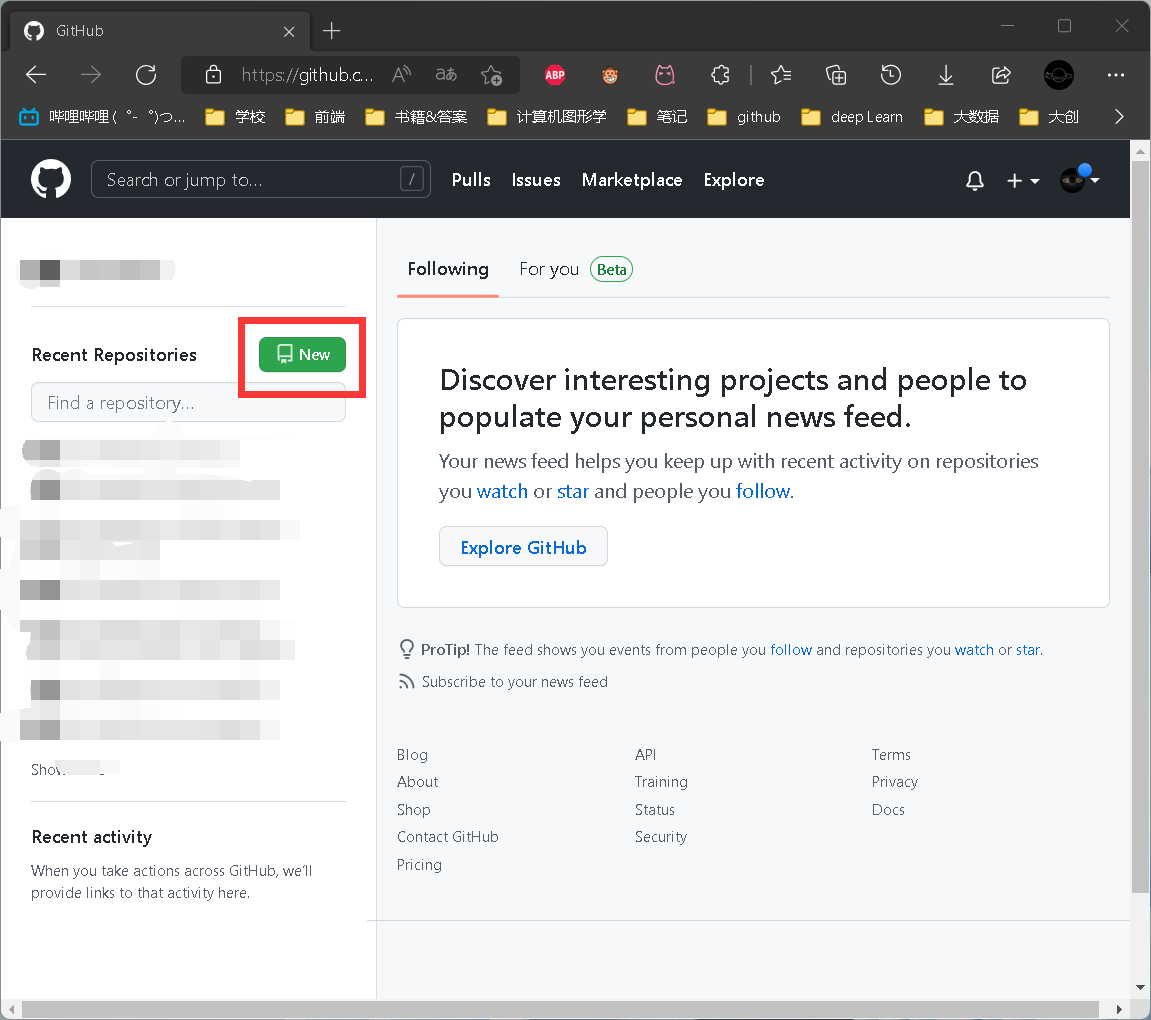 GitHub
https://github.c...
ABP
哔哩哔哩 (゜-゜)つ...
学校
前端
书籍&答案
计算机图形学
笔记
github
deep Learn
大数据
大创
Search or jump to...
/
Pulls
Issues
Marketplace
Explore
Following
For you
Beta
Recent Repositories
New
Find a repository...
Discover interesting projects and people to
populate your personal news feed.
Your news feed helps you keep up with recent activity on repositories
you watch or star and people you follow.
Explore GitHub
ProTip! The feed shows you events from people you follow and repositories you watch or star.
Subscribe to your news feed
Blog
About
Shop
Contact GitHub
Pricing
API
Training
Status
Security
Terms
Privacy
Docs
Show
Recent activity
When you take actions across GitHub, we'll
provide links to that activity here.